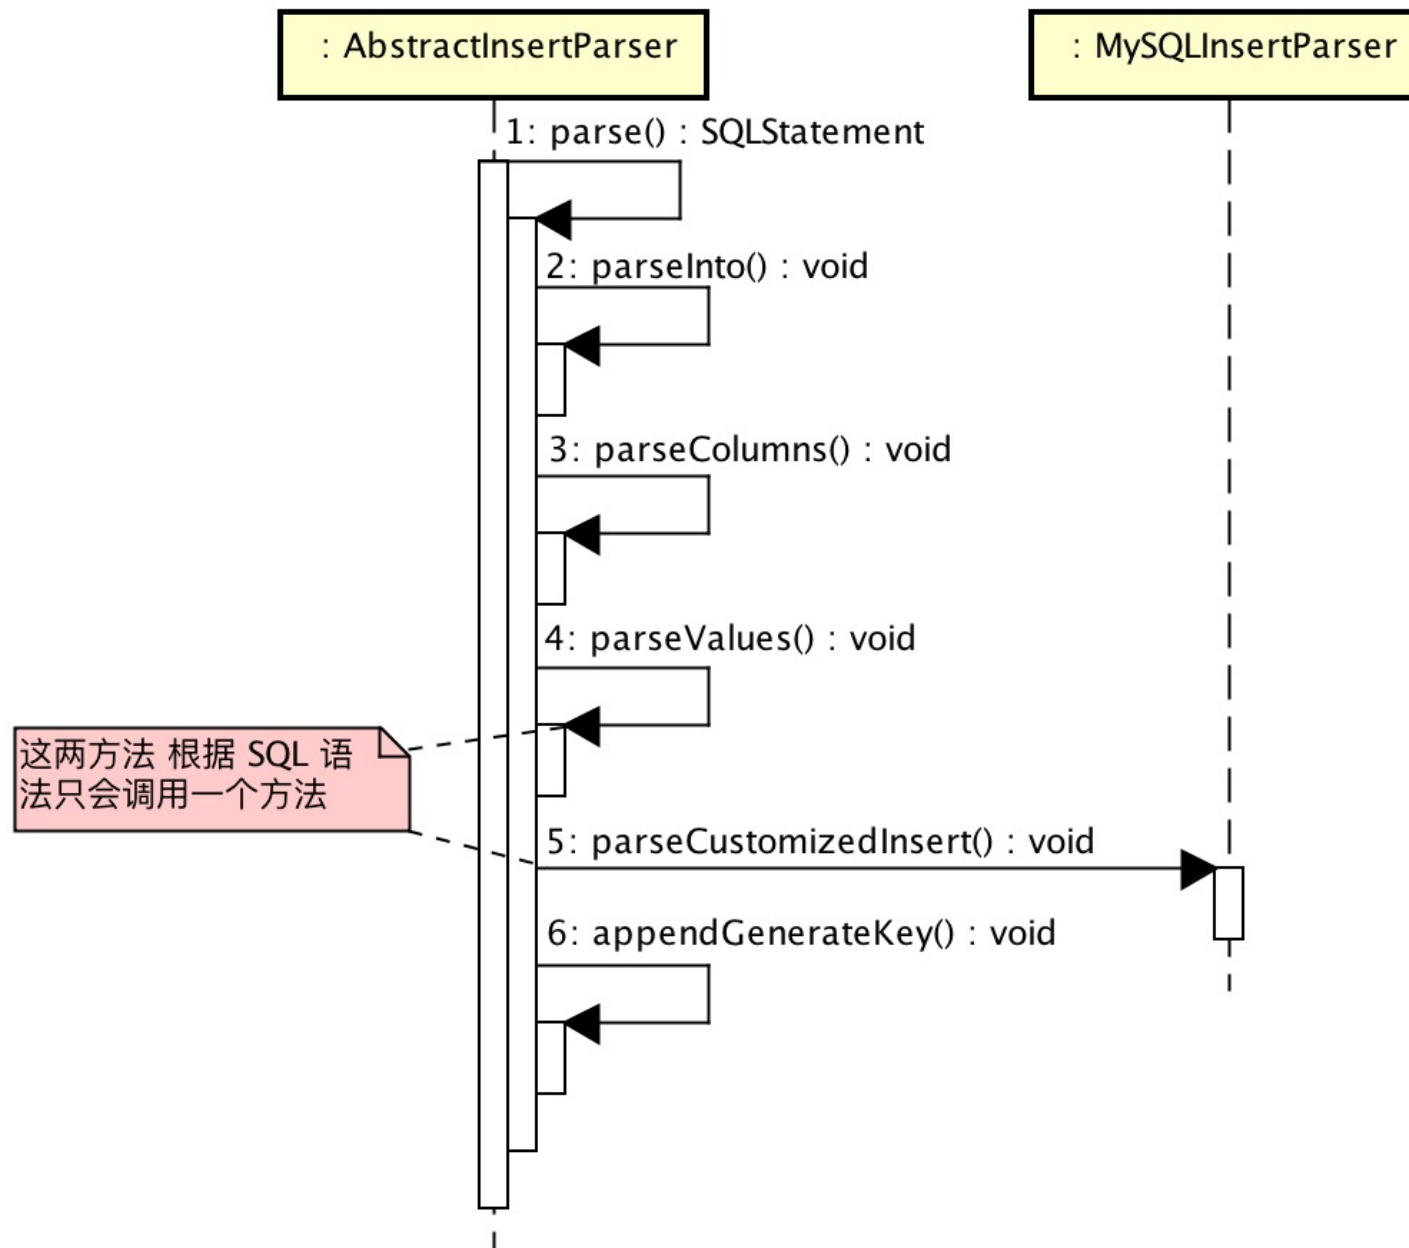 : AbstractInsertParser
: MySQLInsertParser
1: parse() : SQLStatement
2: parseInto() : void
3: parseColumns() : void
4: parseValues() : void
这两方法 根据 SQL 语
法只会调用一个方法
5: parseCustomizedInsert() : void
6: appendGenerateKey() : void